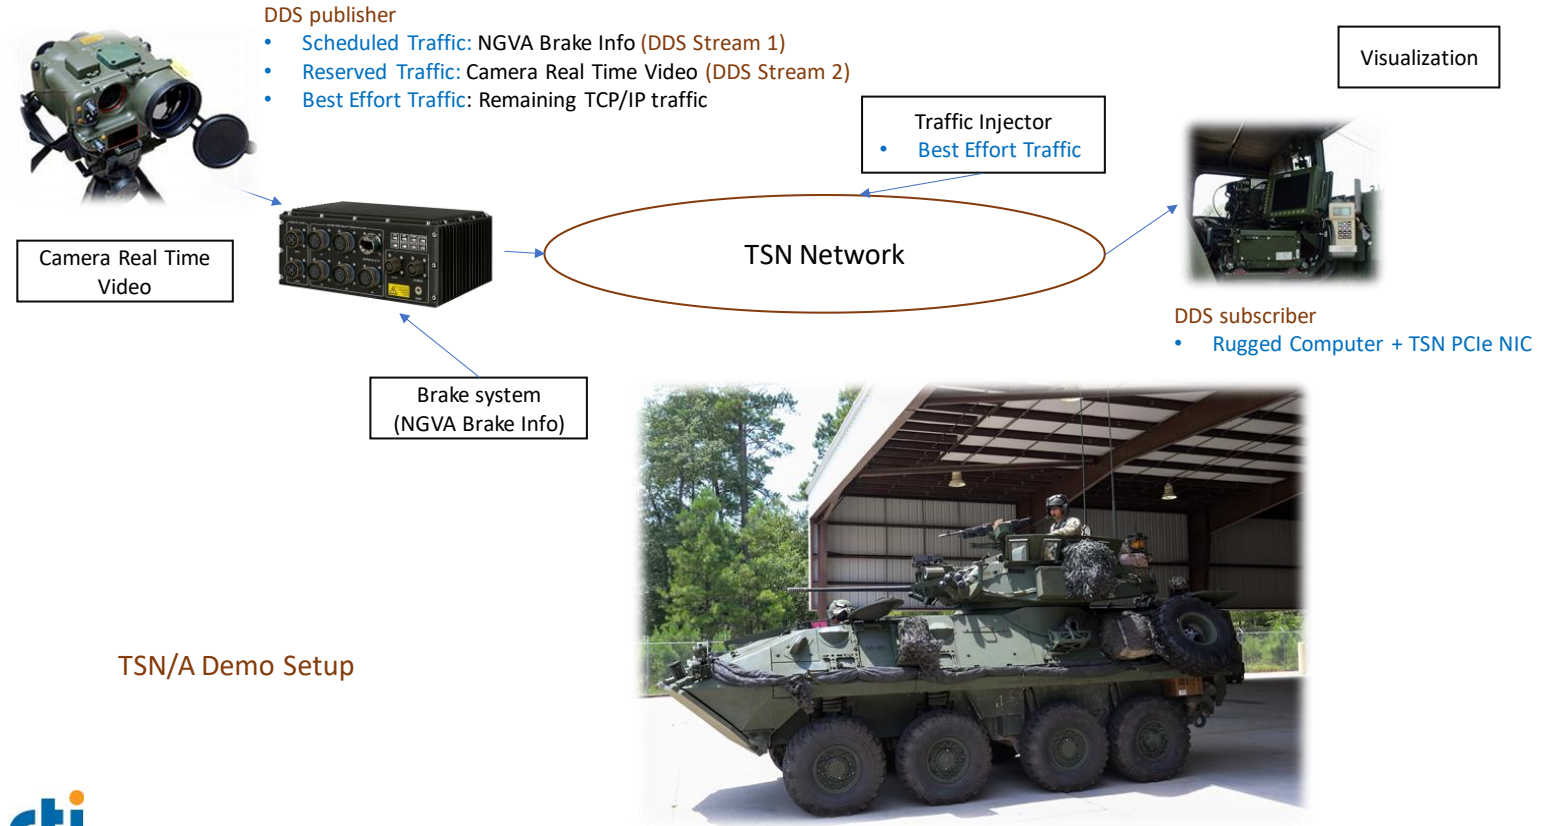 DDS publisher
• Scheduled Traffic: NGVA Brake Info (DDS Stream 1)
• Reserved Traffic: Camera Real Time Video (DDS Stream 2)
• Best Effort Traffic: Remaining TCP/IP traffic
Visualization
Traffic Injector
• Best Effort Traffic
Camera Real Time
Video
TSN Network
DDS subscriber
• Rugged Computer + TSN PCIe NIC
Brake system
(NGVA Brake Info)
TSN/A Demo Setup